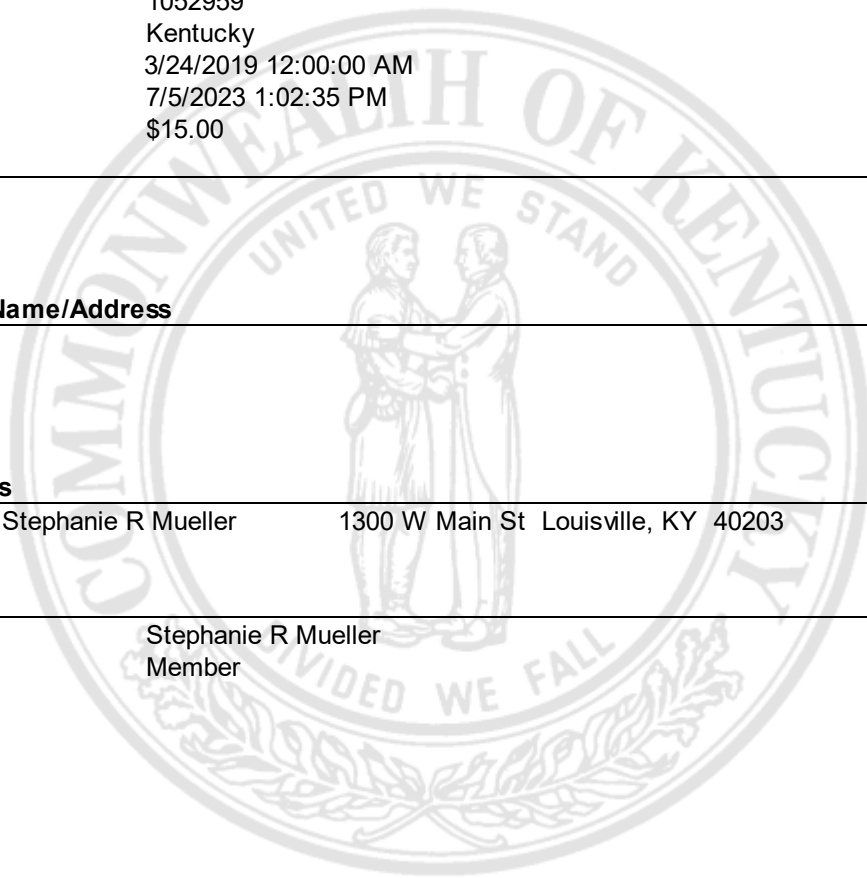 1052959
Kentucky
3/24/2019 12:00:00 AM
7/5/2023 1:02:35 PM
$15.00
COMMONWEALTH OF KENTUCKY
UNITED WE STAND
Name/Address
s
Stephanie R Mueller 1300 W Main St Louisville, KY 40203
Stephanie R Mueller
Member
DIVIDED WE FALL